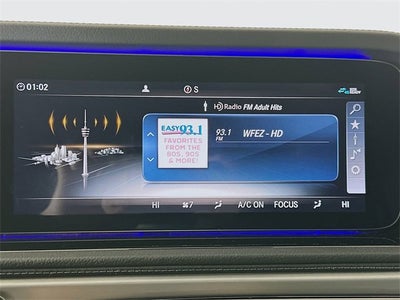 01:02
S
HD Radio FM Adult Hits
EASY 93.1
FAVORITES
FROM THE
80S, 90S
& MORE!
93.1 WFEZ - HD
FM
HI 7 A/C ON FOCUS HI